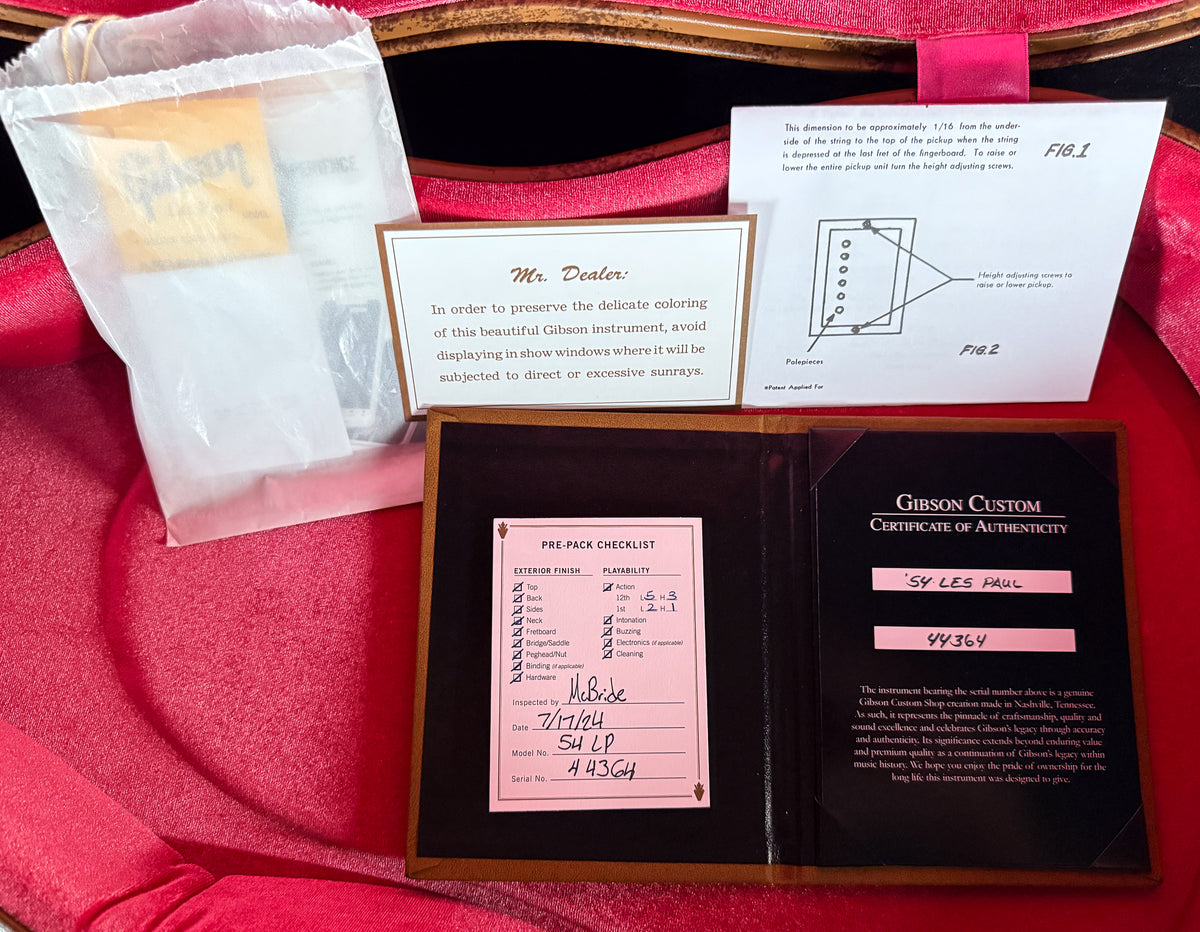 This dimension to be approximately 1/16 from the under-
side of the string to the top of the pickup when the string
is depressed at the last fret of the fingerboard. To raise or
lower the entire pickup unit turn the height adjusting screws.
FIG.1
Height adjusting screws to
raise or lower pickup.
FIG.2
Polepieces
*Patent Applied For
Mr. Dealer:
In order to preserve the delicate coloring
of this beautiful Gibson instrument, avoid
displaying in show windows where it will be
subjected to direct or excessive sunrays.
PRE-PACK CHECKLIST
EXTERIOR FINISH
Top
Back
Sides
Neck
Fretboard
Bridge/Saddle
Peghead/Nut
Binding (if applicable)
Hardware
PLAYABILITY
Action
12th L 5 H 3
1st L 2 H 1
Intonation
Buzzing
Electronics (if applicable)
Cleaning
Inspected by McBride
Date 7/17/24
Model No. 54 LP
Serial No. 44364
GIBSON CUSTOM
CERTIFICATE OF AUTHENTICITY
'54 LES PAUL
44364
The instrument bearing the serial number above is a genuine
Gibson Custom Shop creation made in Nashville, Tennessee.
As such, it represents the pinnacle of craftsmanship, quality and
sound excellence and celebrates Gibson's legacy through accuracy
and authenticity. Its significance extends beyond enduring value
and premium quality as a continuation of Gibson's legacy within
music history. We hope you enjoy the pride of ownership for the
long life this instrument was designed to give.